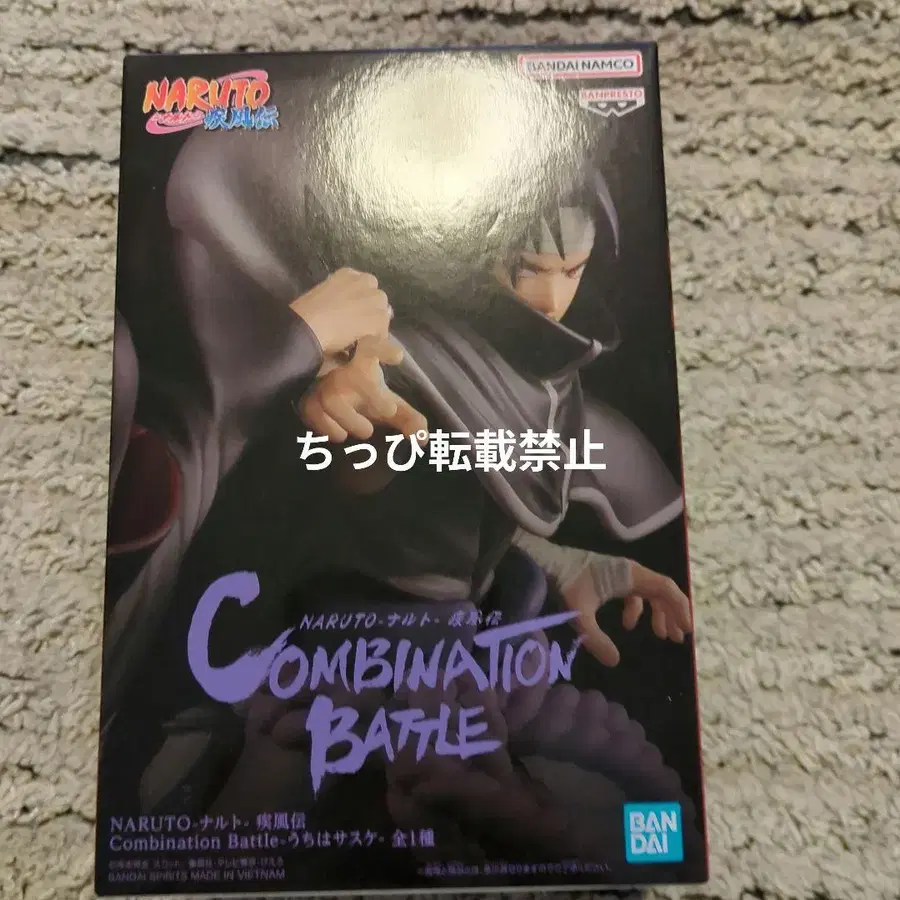 BANDAI NAMCO
BANPRESTO
NARUTO
疾風伝
ちっぴ転載禁止
NARUTO-ナルト- 疾風伝
COMBINATION
BATTLE
NARUTO-ナルト- 疾風伝
Combination Battle-うちはサスケ- 全1種
BANDAI SPIRITS MADE IN VIETNAM
BAN
DAI